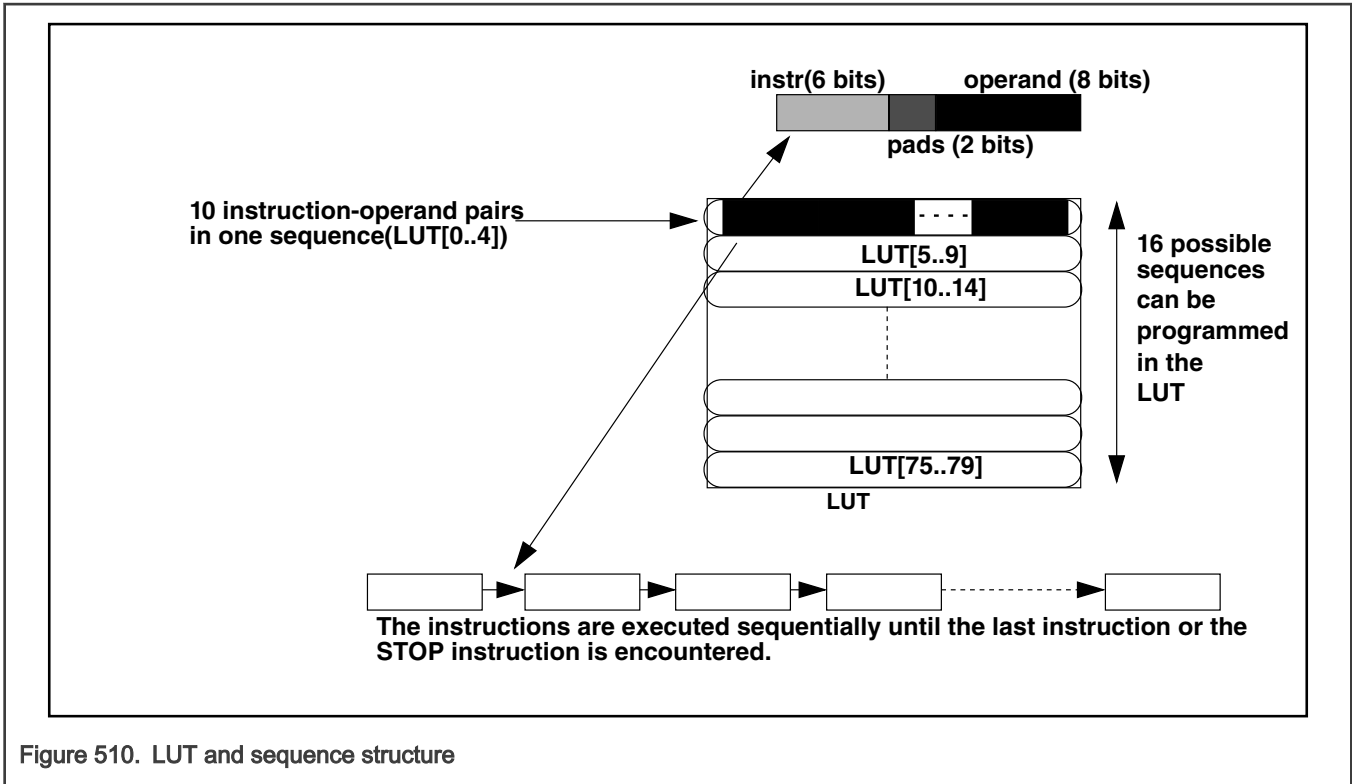 instr(6 bits) operand (8 bits)
pads (2 bits)
10 instruction-operand pairs
in one sequence(LUT[0..4])
LUT[5..9]
LUT[10..14]
16 possible
sequences
can be
programmed
in the
LUT
LUT[75..79]
LUT
The instructions are executed sequentially until the last instruction or the
STOP instruction is encountered.
Figure 510. LUT and sequence structure